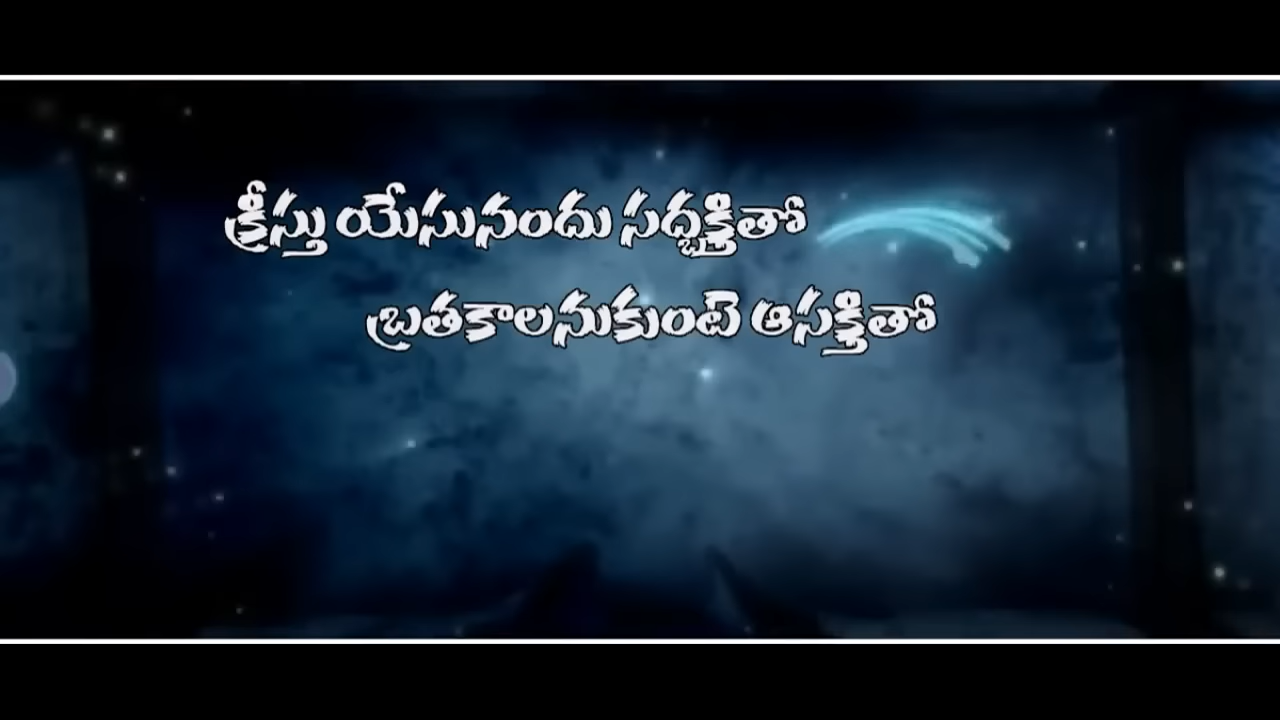 క్రీస్తు యేసునందు సద్భక్తితో
బ్రతకాలనుకుంటె ఆసక్తితో